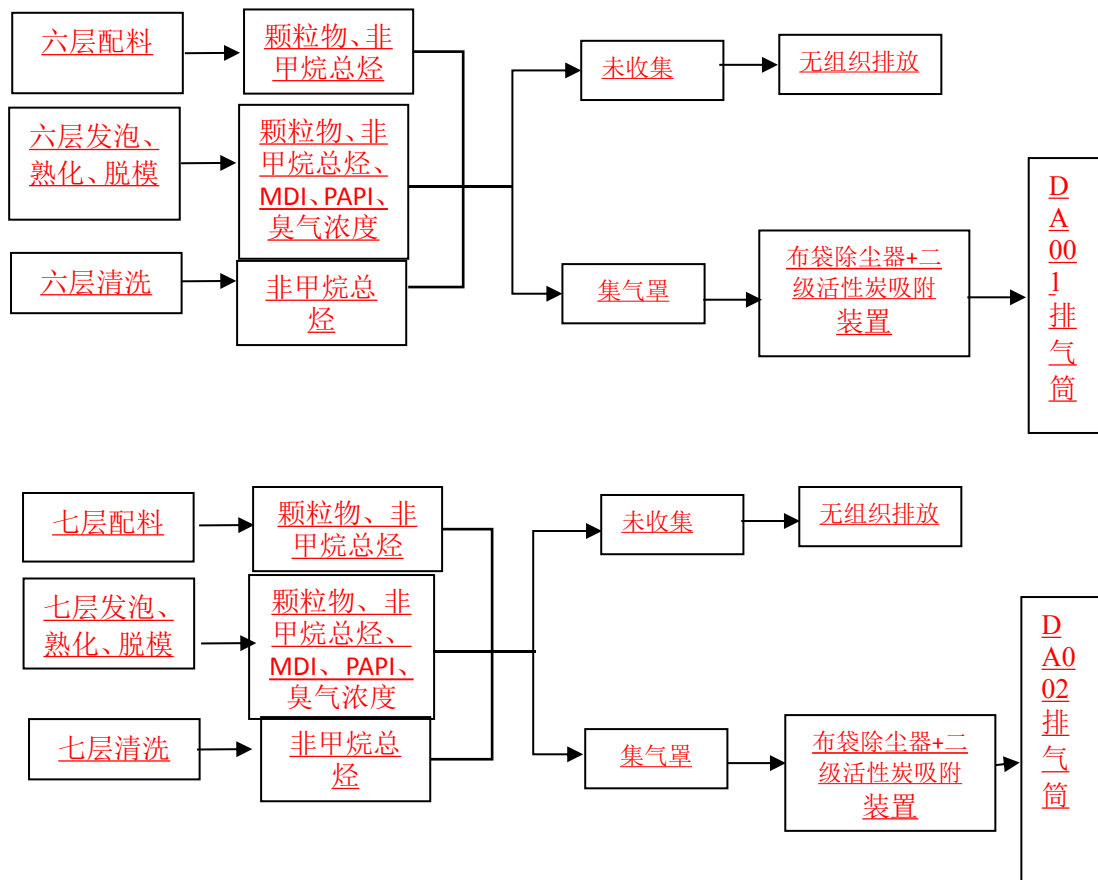 六层配料
颗粒物、非
甲烷总烃
未收集
无组织排放
六层发泡、
熟化、脱模
颗粒物、非
甲烷总烃、
MDI、PAPI、
臭气浓度
六层清洗
非甲烷总
烃
集气罩
布袋除尘器+二
级活性炭吸附
装置
D
A
00
1
排
气
筒
七层配料
颗粒物、非
甲烷总烃
未收集
无组织排放
七层发泡、
熟化、脱模
颗粒物、非
甲烷总烃、
MDI、PAPI、
臭气浓度
七层清洗
非甲烷总
烃
集气罩
布袋除尘器+二
级活性炭吸附
装置
D
A0
02
排
气
筒